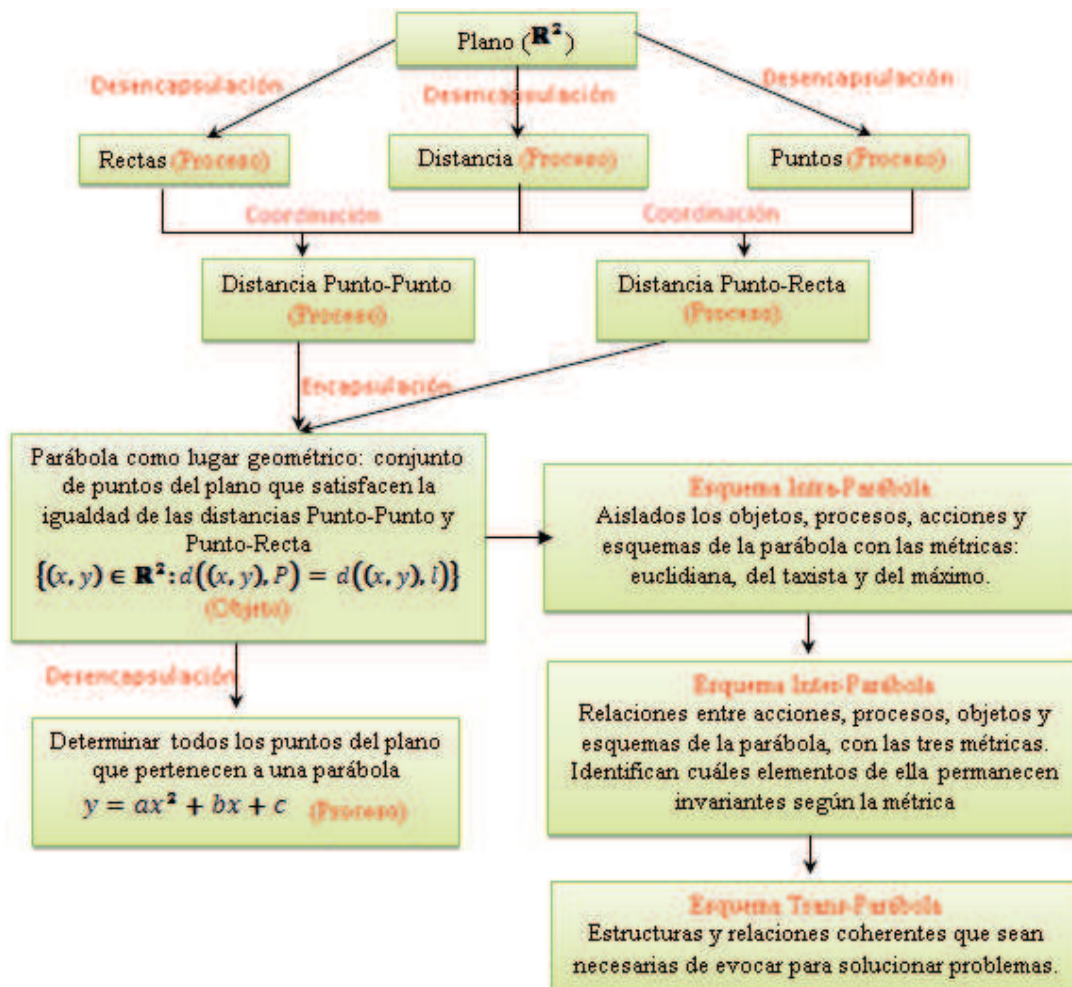 Plano (R²)
Desencapsulación
Desencapsulación
Desencapsulación
Rectas (Proceso)
Distancia (Proceso)
Puntos (Proceso)
Coordinación
Coordinación
Distancia Punto-Punto
(Proceso)
Distancia Punto-Recta
(Proceso)
Encapsulación
Parábola como lugar geométrico: conjunto
de puntos del plano que satisfacen la
igualdad de las distancias Punto-Punto y
Punto-Recta
{(x, y) ∈ R²: d((x, y), P) = d((x, y), l)}
(Objeto)
Desencapsulación
Determinar todos los puntos del plano
que pertenecen a una parábola
y = ax² + bx + c (Proceso)
Esquema Intra-Parábola
Aislados los objetos, procesos, acciones y
esquemas de la parábola con las métricas:
euclidiana, del taxista y del máximo.
Esquema Inter-Parábola
Relaciones entre acciones, procesos, objetos y
esquemas de la parábola, con las tres métricas.
Identifican cuáles elementos de ella permanecen
invariantes según la métrica
Esquema Trans-Parábola
Estructuras y relaciones coherentes que sean
necesarias de evocar para solucionar problemas.